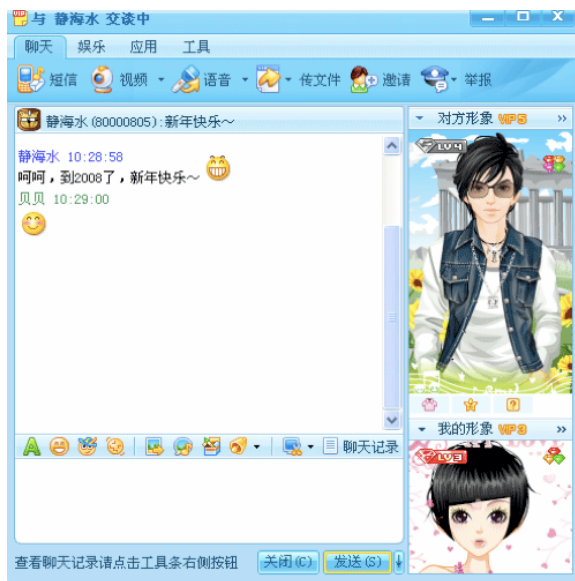 与 静海水 交谈中
聊天 娱乐 应用 工具
短信 视频 语音 传文件 邀请 举报
静海水(80000805):新年快乐～
静海水 10:28:58
呵呵，到2008了，新年快乐～
贝贝 10:29:00
对方形象 VIP5
LV4
我的形象 VIP3
LV3
聊天记录
查看聊天记录请点击工具条右侧按钮 关闭(C) 发送(S)